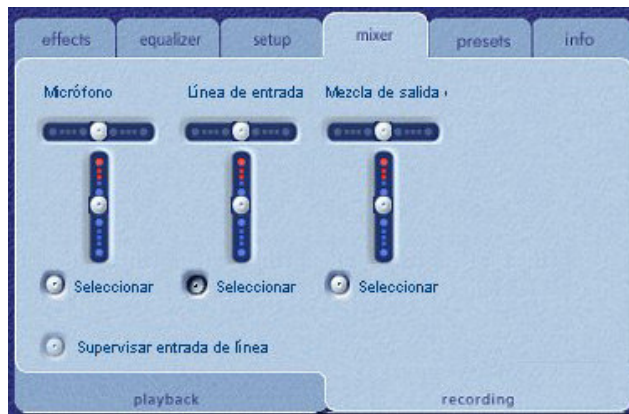 effects equalizer setup mixer presets info
Micrófono Línea de entrada Mezcla de salida
Seleccionar Seleccionar Seleccionar
Supervisar entrada de línea
playback recording